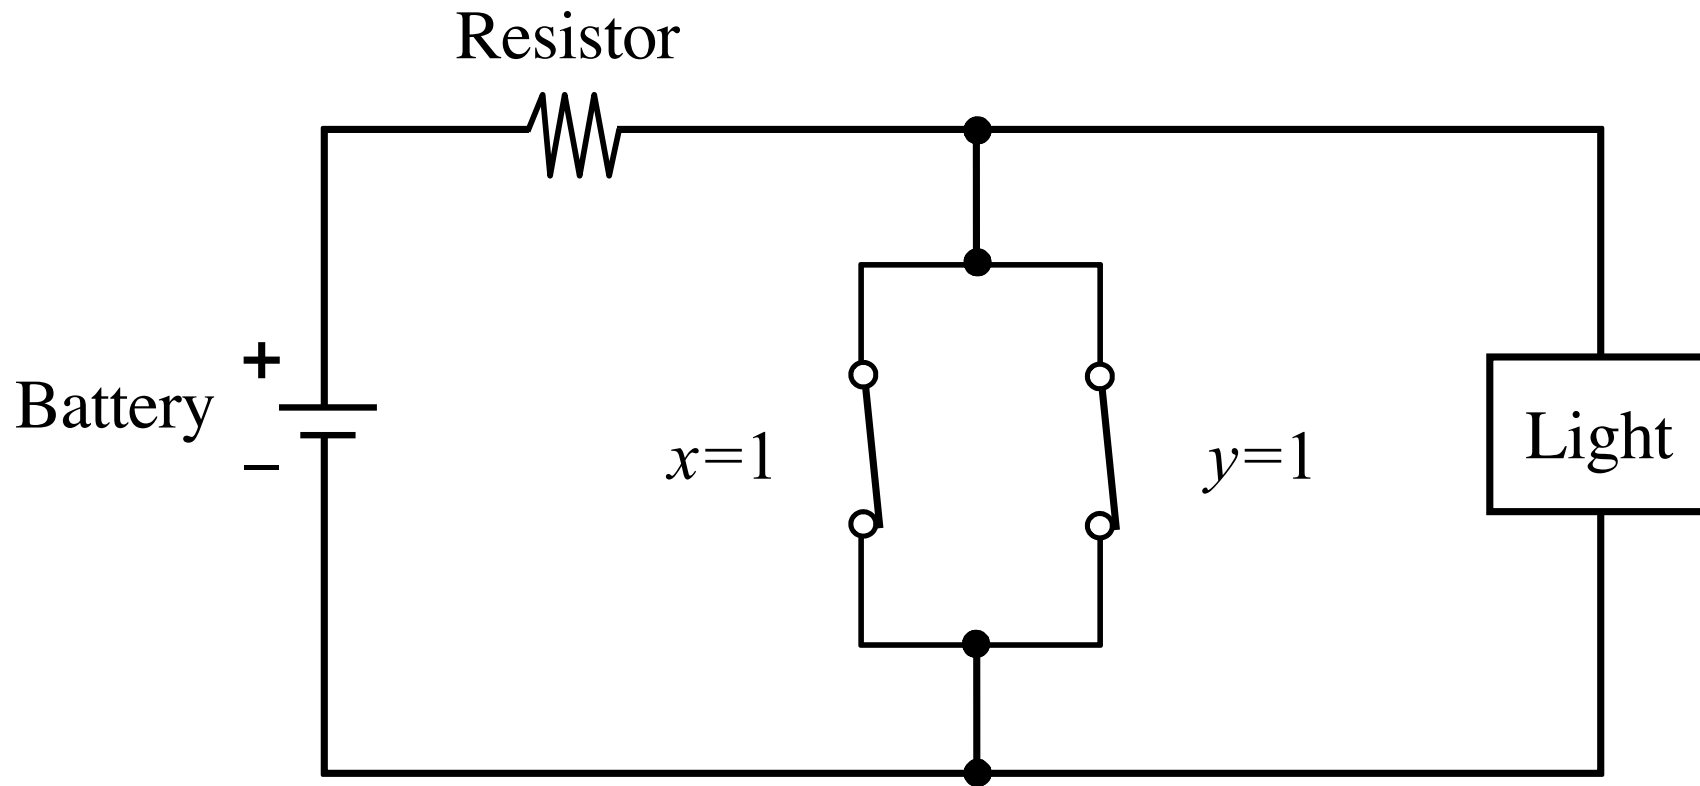 Resistor
+
Battery
−
x=1
y=1
Light